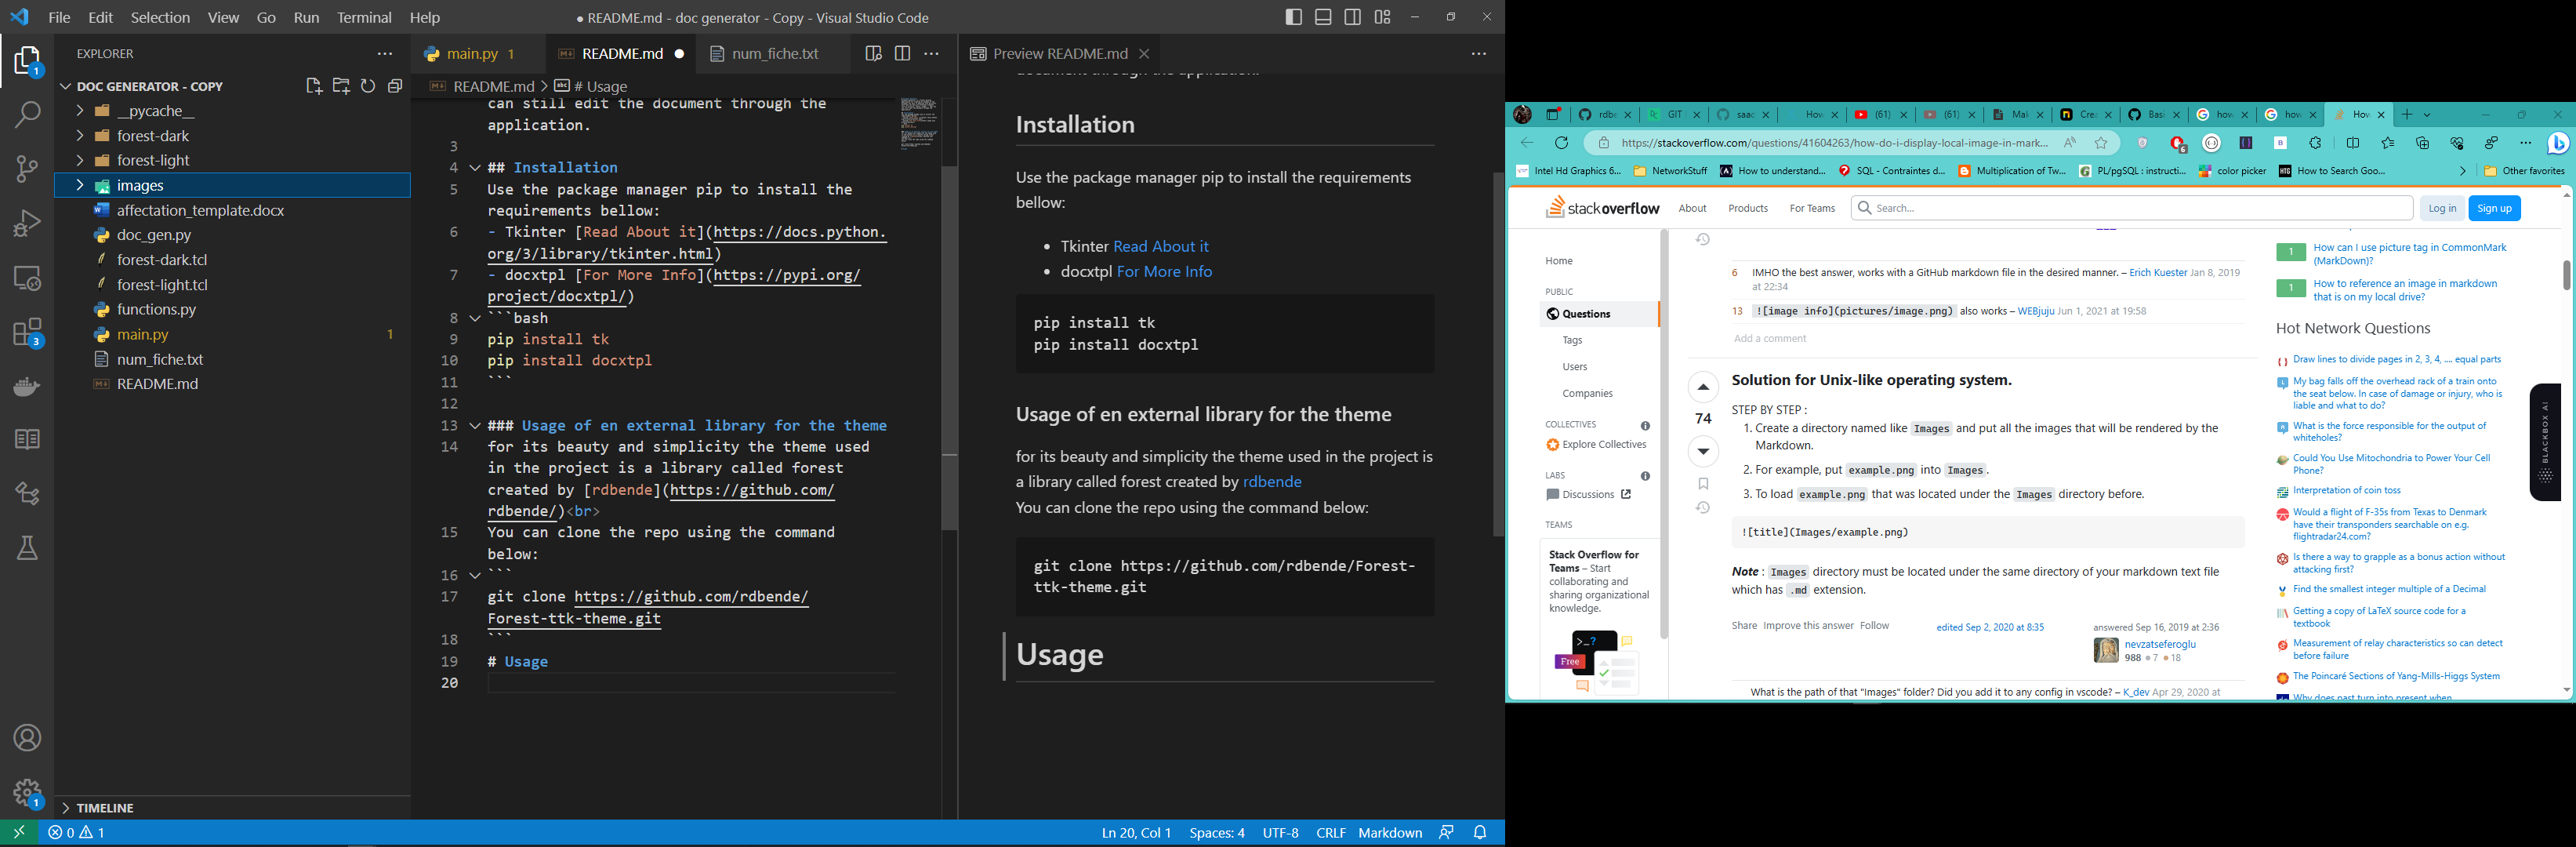 File Edit Selection View Go Run Terminal Help
● README.md - doc generator - Copy - Visual Studio Code
EXPLORER
DOC GENERATOR - COPY
__pycache__
forest-dark
forest-light
images
affectation_template.docx
doc_gen.py
forest-dark.tcl
forest-light.tcl
functions.py
main.py 1
num_fiche.txt
README.md
TIMELINE
1
3
1
main.py 1
README.md
num_fiche.txt
README.md > # Usage
can still edit the document through the
application.
3
4 ## Installation
5 Use the package manager pip to install the
requirements bellow:
6 - Tkinter [Read About it](https://docs.python.
org/3/library/tkinter.html)
7 - docxtpl [For More Info](https://pypi.org/
project/docxtpl/)
8 ```bash
9 pip install tk
10 pip install docxtpl
11 ```
12
13 ### Usage of en external library for the theme
14 for its beauty and simplicity the theme used
in the project is a library called forest
created by [rdbende](https://github.com/
rdbende/)<br>
15 You can clone the repo using the command
below:
16 ```
17 git clone https://github.com/rdbende/
Forest-ttk-theme.git
18 ```
19 # Usage
20
Preview README.md
document through the application.
Installation
Use the package manager pip to install the requirements
bellow:
• Tkinter Read About it
• docxtpl For More Info
pip install tk
pip install docxtpl
Usage of en external library for the theme
for its beauty and simplicity the theme used in the project is
a library called forest created by rdbende
You can clone the repo using the command below:
git clone https://github.com/rdbende/Forest-
ttk-theme.git
Usage
0 1
Ln 20, Col 1 Spaces: 4 UTF-8 CRLF Markdown
rdbe GIT saac How (61) (61) Mai Cre Basi how how How
https://stackoverflow.com/questions/41604263/how-do-i-display-local-image-in-mark...
6
Intel Hd Graphics 6... NetworkStuff How to understand... SQL - Contraintes d... Multiplication of Tw... PL/pgSQL : instructi... color picker How to Search Goo... Other favorites
stackoverflow
About Products For Teams
Search...
Log in Sign up
Home
PUBLIC
Questions
Tags
Users
Companies
COLLECTIVES
Explore Collectives
LABS
Discussions
TEAMS
Stack Overflow for
Teams – Start
collaborating and
sharing organizational
knowledge.
>_?
Free
6 IMHO the best answer, works with a GitHub markdown file in the desired manner. – Erich Kuester Jan 8, 2019
at 22:34
13 ![image info](pictures/image.png) also works – WEBjuju Jun 1, 2021 at 19:58
Add a comment
74
Solution for Unix-like operating system.
STEP BY STEP :
1. Create a directory named like Images and put all the images that will be rendered by the
Markdown.
2. For example, put example.png into Images.
3. To load example.png that was located under the Images directory before.
![title](Images/example.png)
Note : Images directory must be located under the same directory of your markdown text file
which has .md extension.
Share Improve this answer Follow
edited Sep 2, 2020 at 8:35
answered Sep 16, 2019 at 2:36
nevzatseferoglu
988 ●7 ●18
What is the path of that "Images" folder? Did you add it to any config in vscode? – K_dev Apr 29, 2020 at
1 How can I use picture tag in CommonMark
(MarkDown)?
1 How to reference an image in markdown
that is on my local drive?
Hot Network Questions
Draw lines to divide pages in 2, 3, 4, .... equal parts
My bag falls off the overhead rack of a train onto
the seat below. In case of damage or injury, who is
liable and what to do?
What is the force responsible for the output of
whiteholes?
Could You Use Mitochondria to Power Your Cell
Phone?
Interpretation of coin toss
Would a flight of F-35s from Texas to Denmark
have their transponders searchable on e.g.
flightradar24.com?
Is there a way to grapple as a bonus action without
attacking first?
Find the smallest integer multiple of a Decimal
Getting a copy of LaTeX source code for a
textbook
Measurement of relay characteristics so can detect
before failure
The Poincaré Sections of Yang-Mills-Higgs System
Why does past turn into present when
BLACKBOX AI